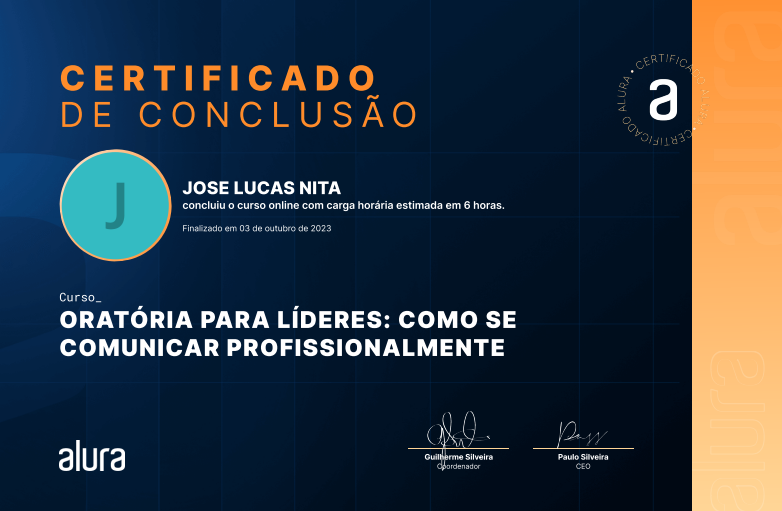 CERTIFICADO
DE CONCLUSÃO
CERTIFICADO ALURA • CERTIFICADO ALURA •
a
J
JOSE LUCAS NITA
concluiu o curso online com carga horária estimada em 6 horas.
Finalizado em 03 de outubro de 2023
Curso_
ORATÓRIA PARA LÍDERES: COMO SE
COMUNICAR PROFISSIONALMENTE
alura
Guilherme Silveira
Coordenador
Paulo Silveira
CEO
alura
alura